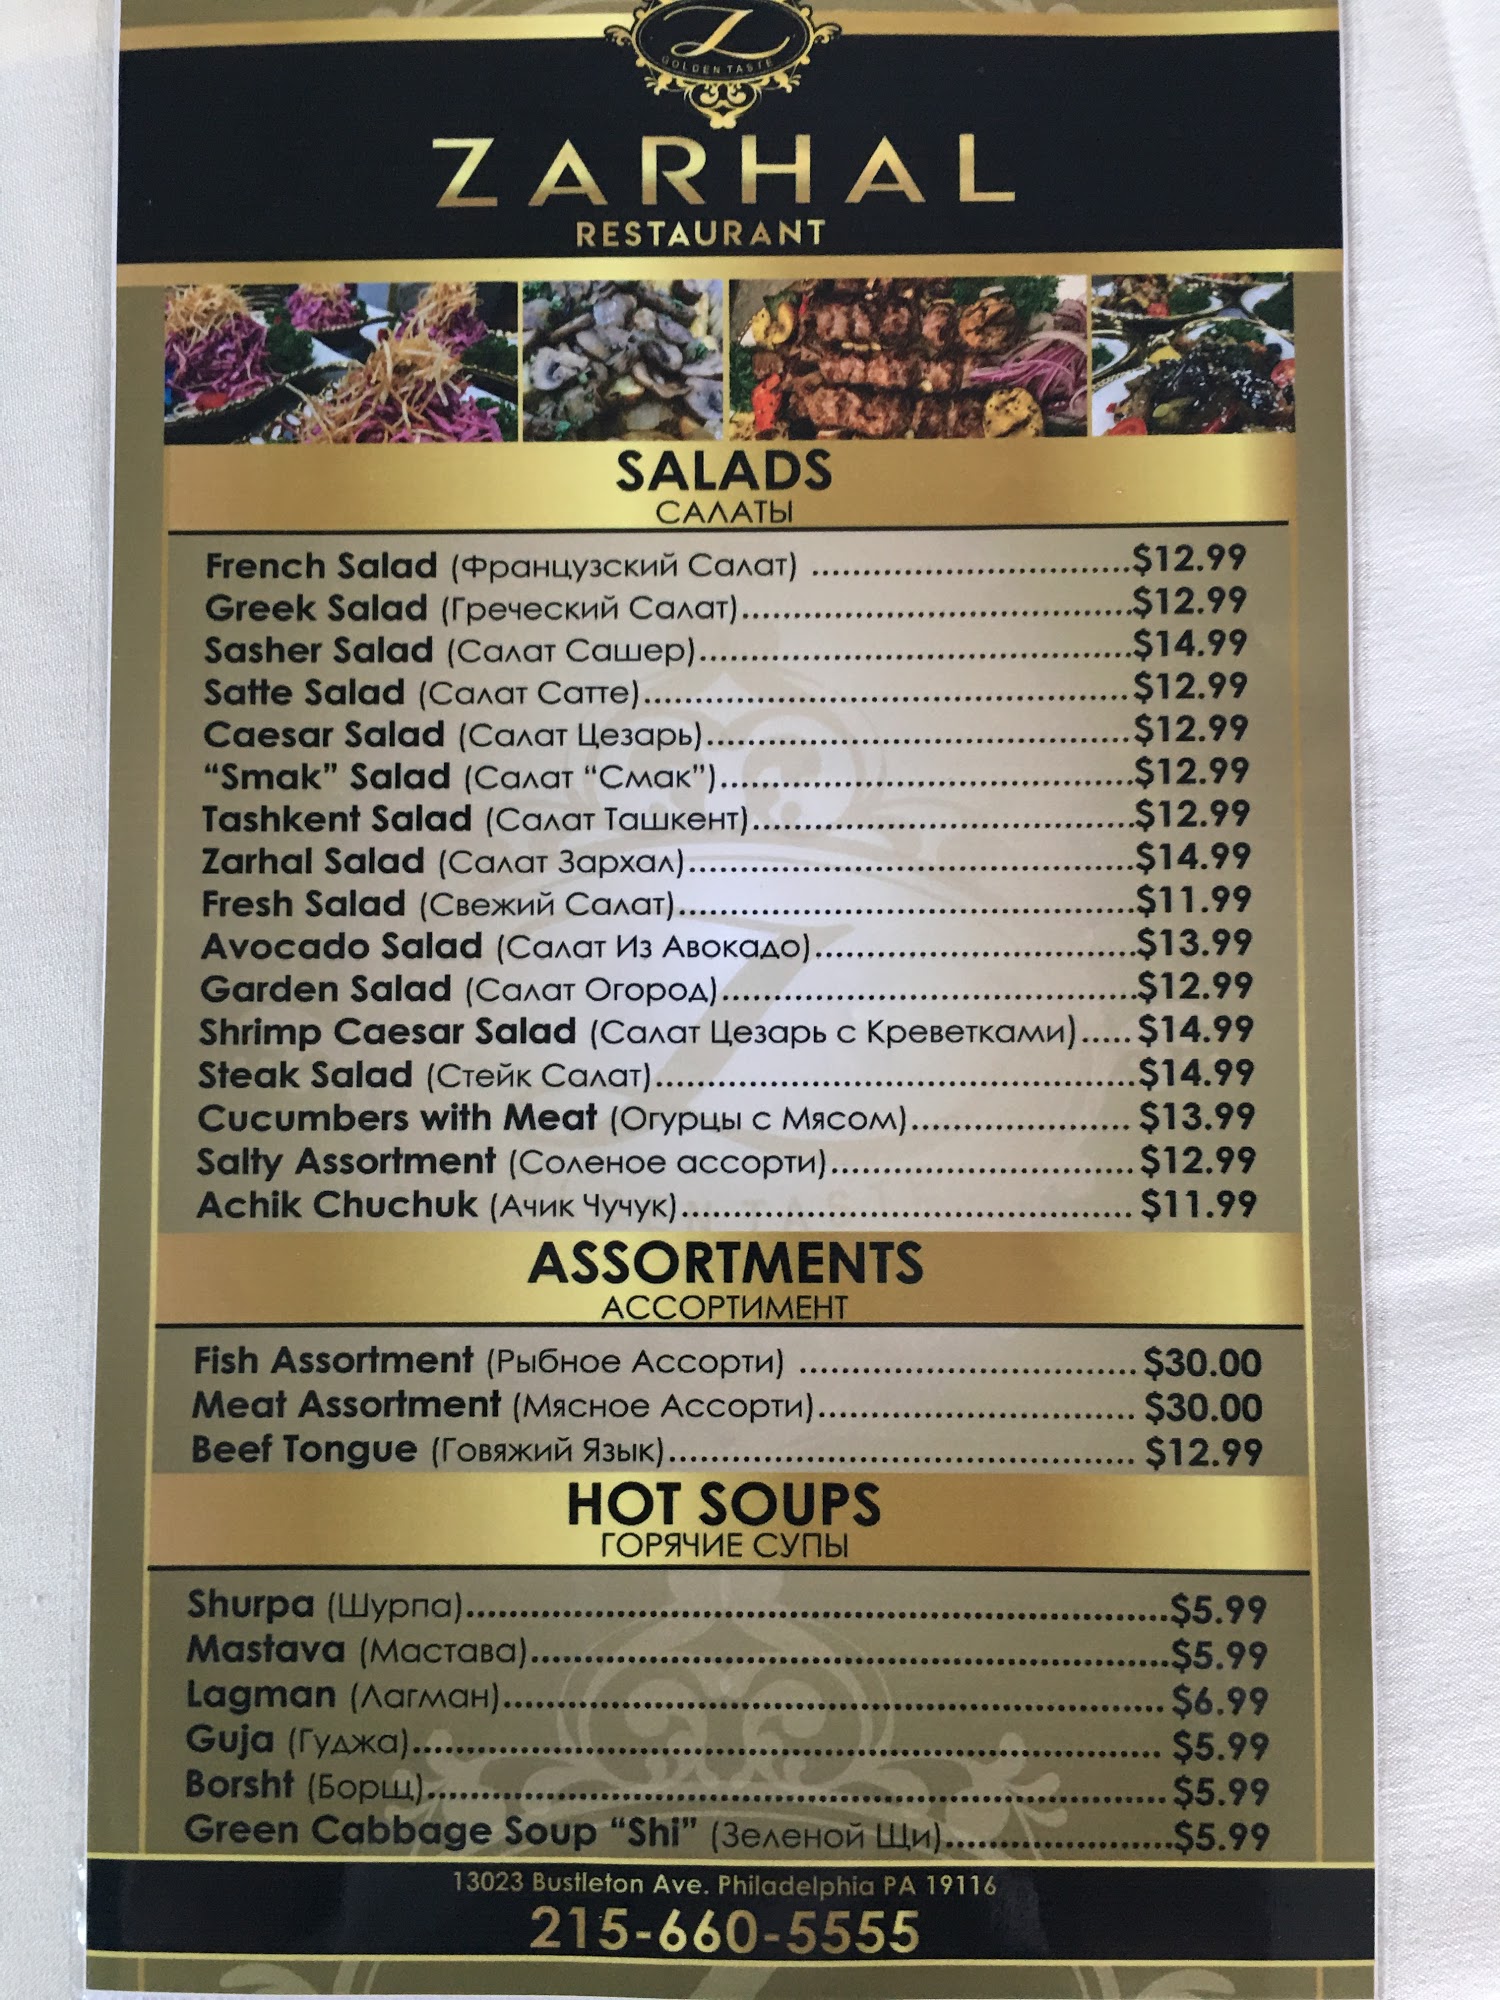 Z
GOLDEN TASTE
ZARHAL
RESTAURANT
SALADS
САЛАТЫ
French Salad (Французский Салат) ...............................$12.99
Greek Salad (Греческий Салат)......................................$12.99
Sasher Salad (Салат Сашер)..........................................$14.99
Satte Salad (Салат Сатте)............................................... $12.99
Caesar Salad (Салат Цезарь).........................................$12.99
“Smak” Salad (Салат “Смак”)........................................$12.99
Tashkent Salad (Салат Ташкент).....................................$12.99
Zarhal Salad (Салат Зархал)...........................................$14.99
Fresh Salad (Свежий Салат)............................................$11.99
Avocado Salad (Салат Из Авокадо)...............................$13.99
Garden Salad (Салат Огород)........................................$12.99
Shrimp Caesar Salad (Салат Цезарь с Креветками)..... $14.99
Steak Salad (Стейк Салат)...............................................$14.99
Cucumbers with Meat (Огурцы с Мясом)..................... $13.99
Salty Assortment (Соленое ассорти)............................. $12.99
Achik Chuchuk (Ачик Чучук)........................................... $11.99
ASSORTMENTS
АССОРТИМЕНТ
Fish Assortment (Рыбное Ассорти) ................................ $30.00
Meat Assortment (Мясное Ассорти).............................. $30.00
Beef Tongue (Говяжий Язык)............................................ $12.99
HOT SOUPS
ГОРЯЧИЕ СУПЫ
Shurpa (Шурпа)....................................................................$5.99
Mastava (Мастава)..............................................................$5.99
Lagman (Лагман)................................................................ $6.99
Guja (Гуджа)........................................................................ $5.99
Borsht (Борщ)....................................................................... $5.99
Green Cabbage Soup “Shi” (Зеленой Щи)......................$5.99
13023 Bustleton Ave. Philadelphia PA 19116
215-660-5555